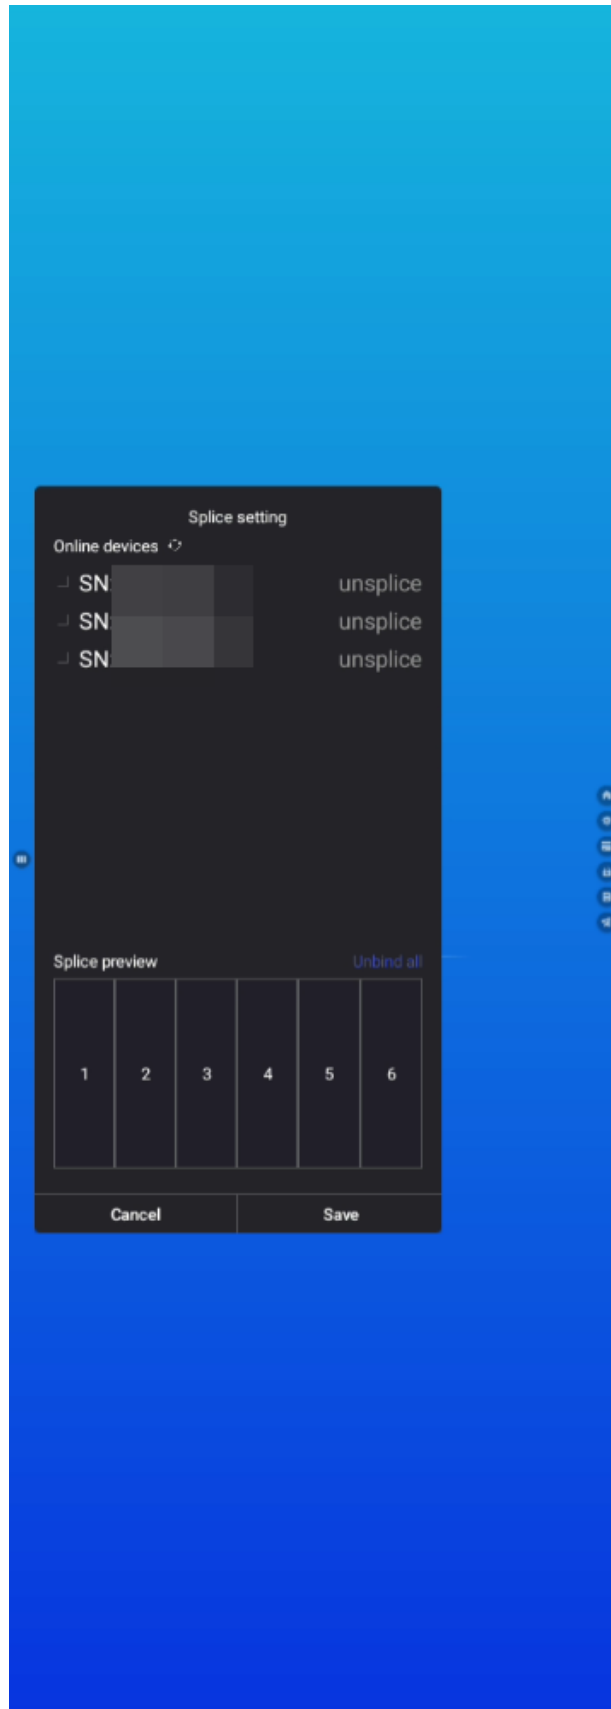 Splice setting
Online devices
SN: unsplice
SN: unsplice
SN: unsplice
Splice preview Unbind all
1 2 3 4 5 6
Cancel Save